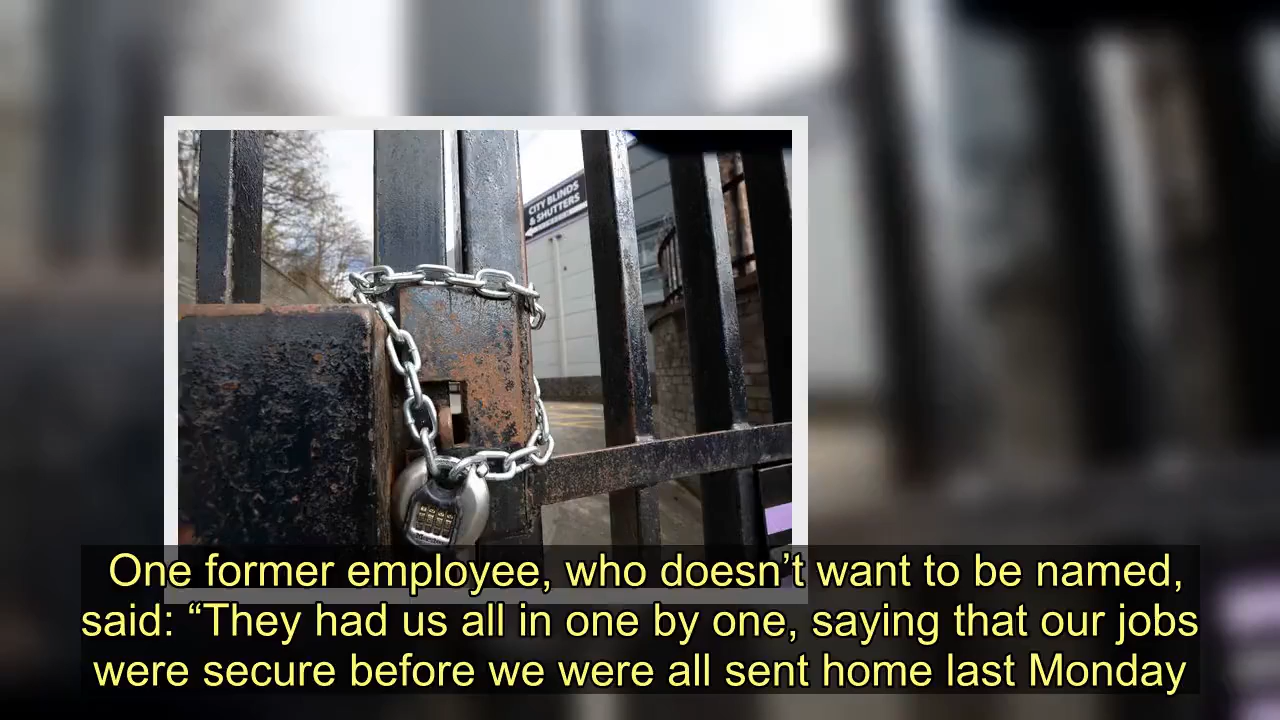 CITY BLINDS
& SHUTTERS
One former employee, who doesn’t want to be named,
said: “They had us all in one by one, saying that our jobs
were secure before we were all sent home last Monday